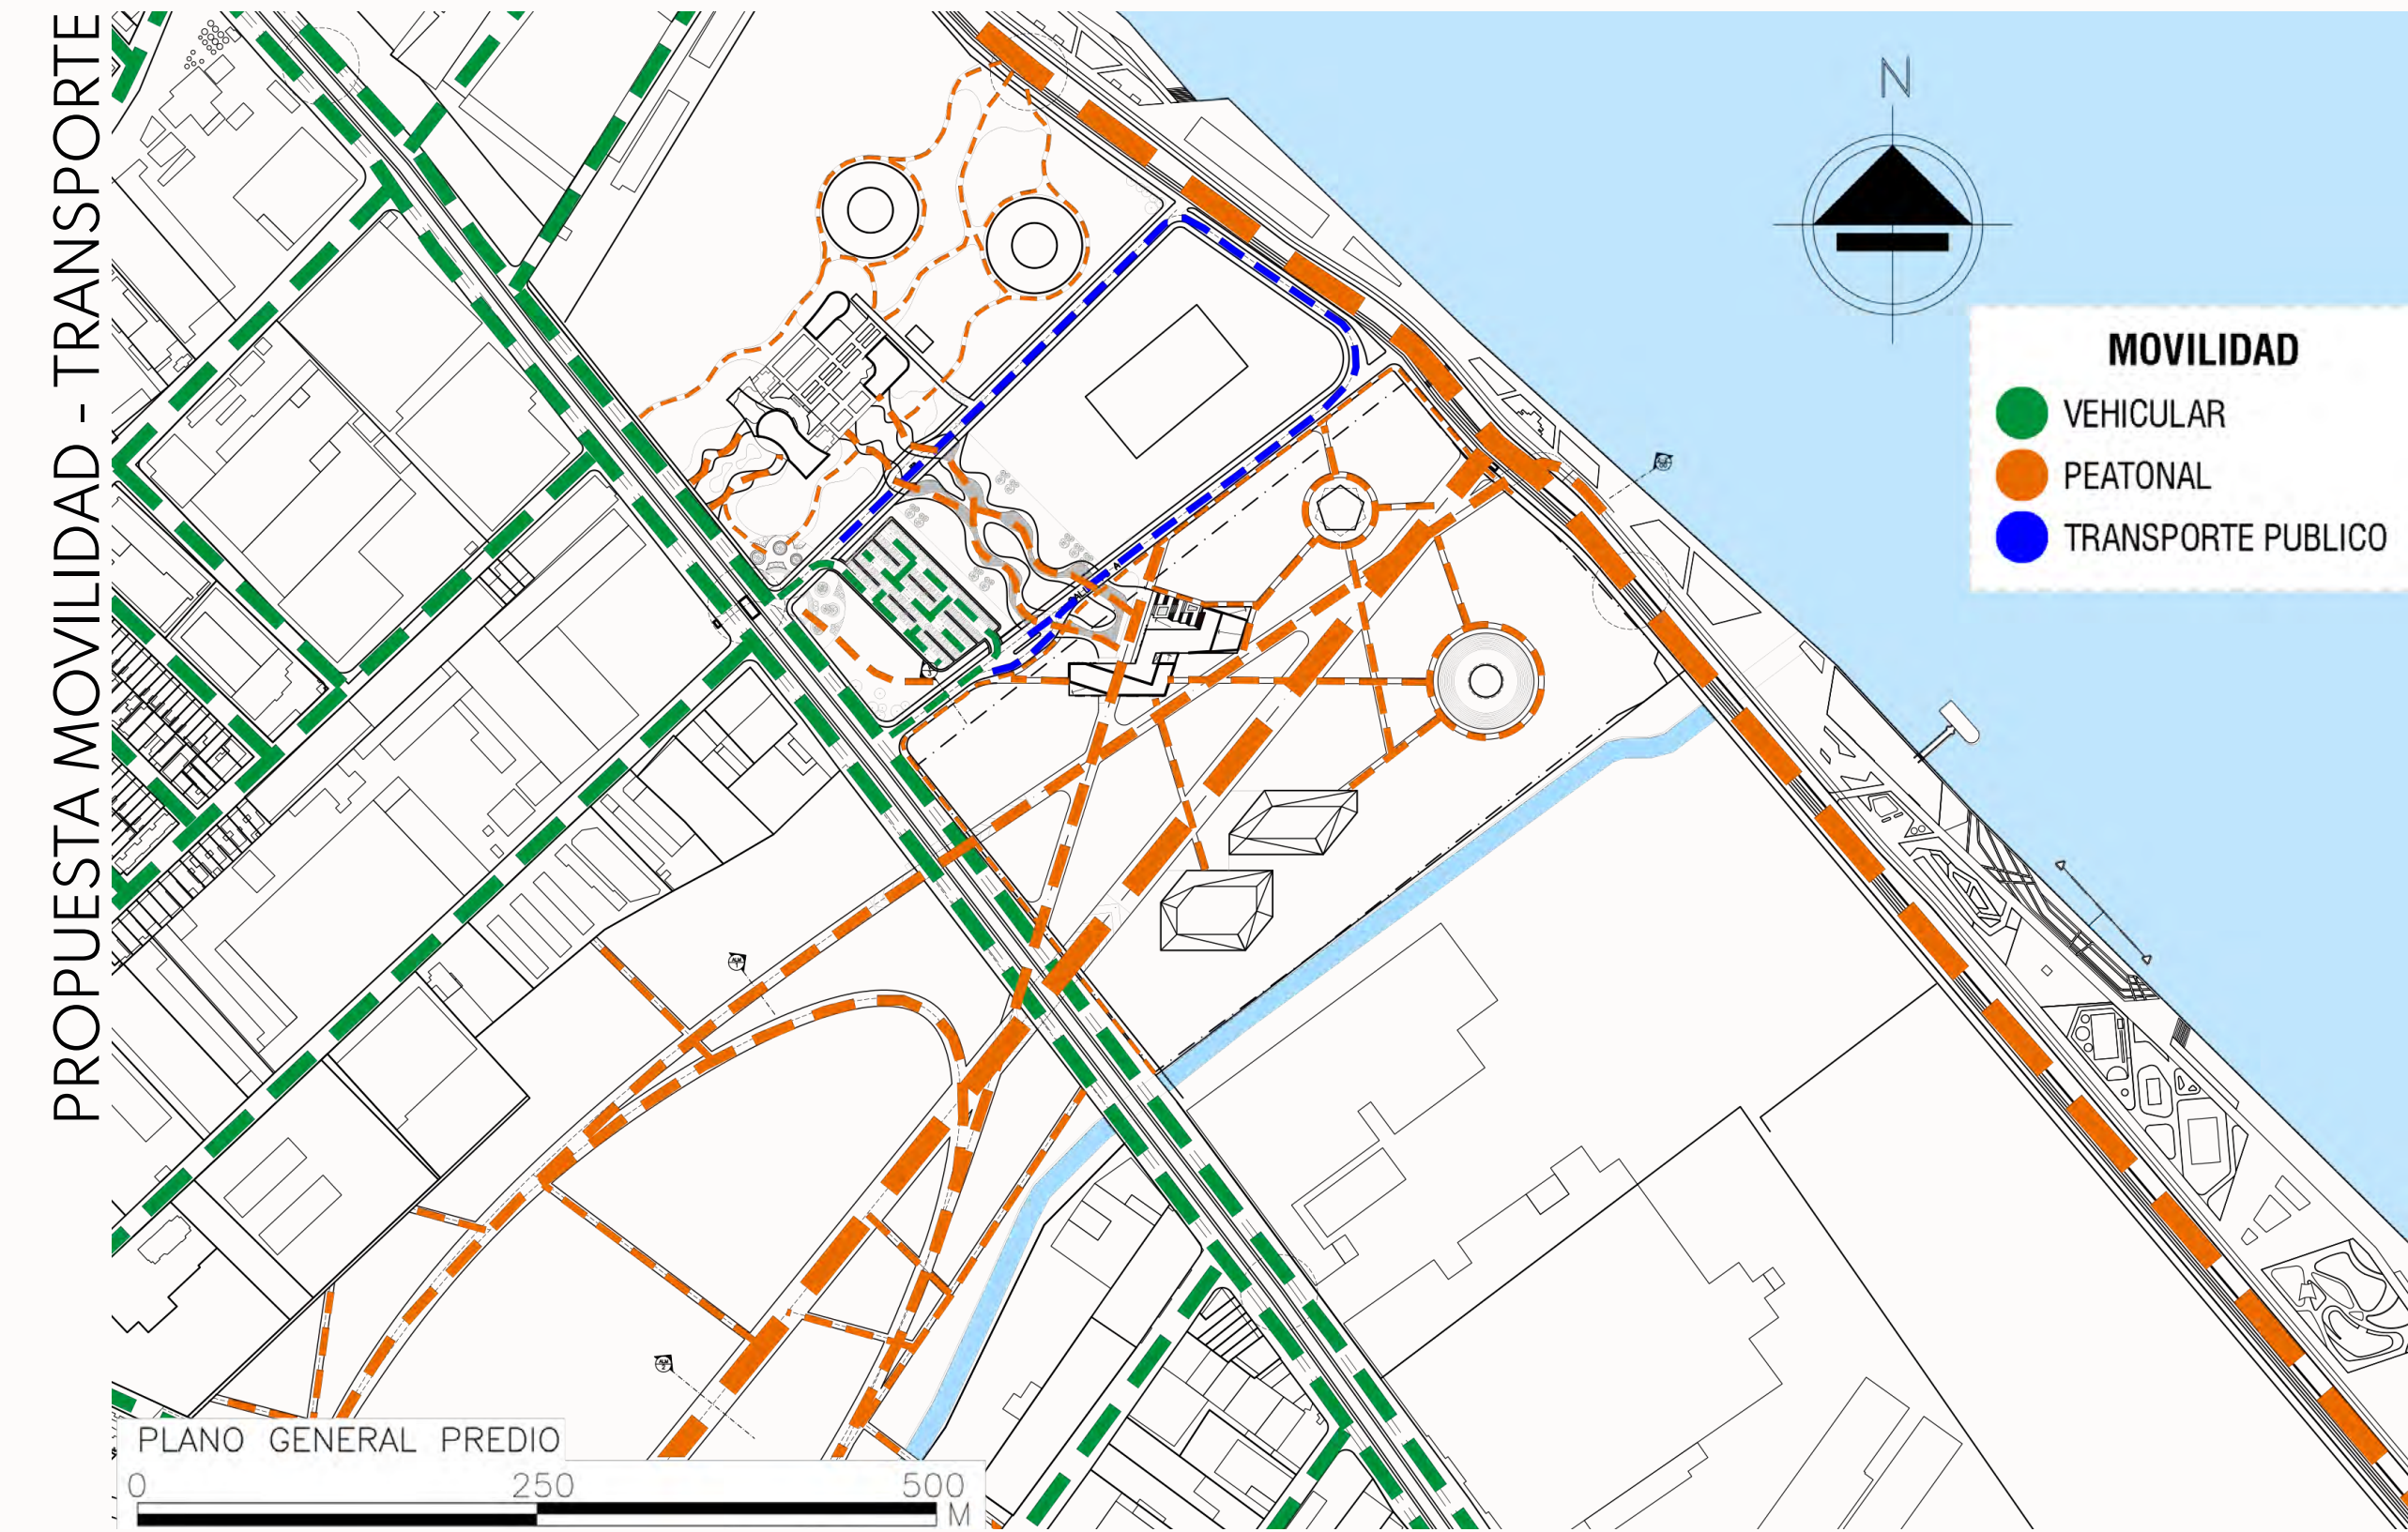 PROPUESTA MOVILIDAD - TRANSPORTE
N
MOVILIDAD
VEHICULAR
PEATONAL
TRANSPORTE PUBLICO
PLANO GENERAL PREDIO
0 250 500
M